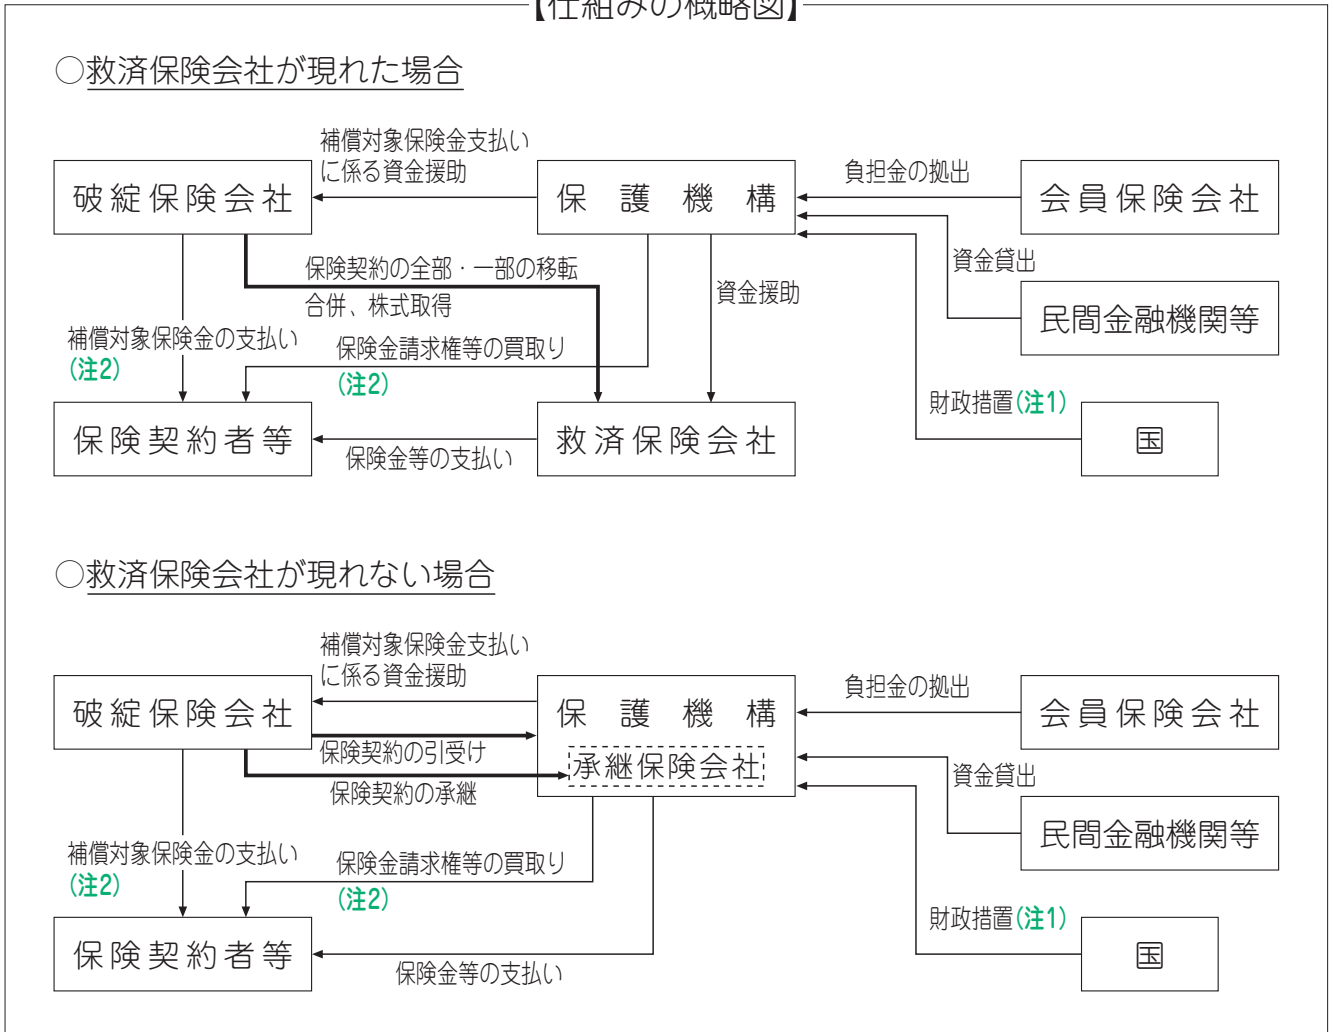 【仕組みの概略図】
○救済保険会社が現れた場合
補償対象保険金支払い
に係る資金援助
破綻保険会社
保護機構
負担金の拠出
会員保険会社
資金貸出
保険契約の全部・一部の移転
合併、株式取得
資金援助
民間金融機関等
補償対象保険金の支払い
(注2)
保険金請求権等の買取り
(注2)
財政措置(注1)
保険契約者等
保険金等の支払い
救済保険会社
国
○救済保険会社が現れない場合
補償対象保険金支払い
に係る資金援助
破綻保険会社
保護機構
負担金の拠出
会員保険会社
保険契約の引受け
承継保険会社
保険契約の承継
資金貸出
民間金融機関等
補償対象保険金の支払い
(注2)
保険金請求権等の買取り
(注2)
財政措置(注1)
保険契約者等
保険金等の支払い
国